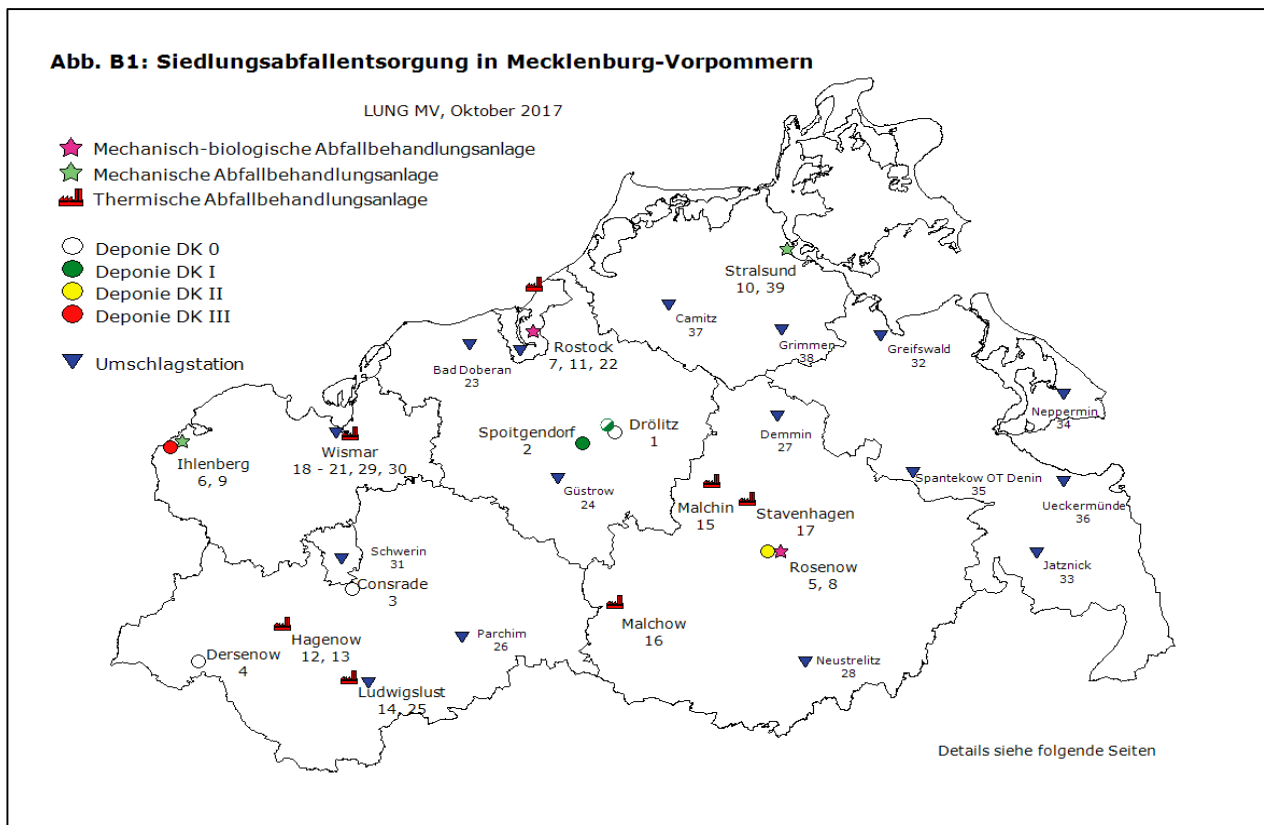 Abb. B1: Siedlungsabfallentsorgung in Mecklenburg-Vorpommern
LUNG MV, Oktober 2017
Mechanisch-biologische Abfallbehandlungsanlage
Mechanische Abfallbehandlungsanlage
Thermische Abfallbehandlungsanlage
Deponie DK 0
Deponie DK I
Deponie DK II
Deponie DK III
Umschlagstation
Stralsund
10, 39
Camitz
37
Grimmen
38
Greifswald
32
Rostock
7, 11, 22
Bad Doberan
23
Neppermin
34
Demmin
27
Drölitz
1
Spoitgendorf
2
Wismar
18 - 21, 29, 30
Ihlenberg
6, 9
Güstrow
24
Malchin
15
Stavenhagen
17
Spantekow OT Denin
35
Ueckermünde
36
Schwerin
31
Consrade
3
Rosenow
5, 8
Jatznick
33
Malchow
16
Hagenow
12, 13
Parchim
26
Dersenow
4
Neustrelitz
28
Ludwigslust
14, 25
Details siehe folgende Seiten